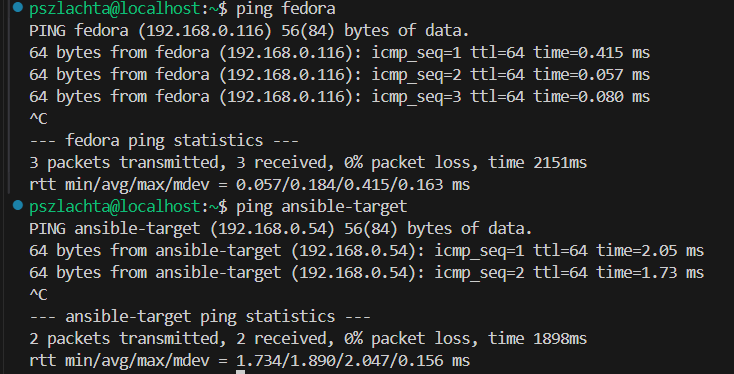 pszlachta@localhost:~$ ping fedora
PING fedora (192.168.0.116) 56(84) bytes of data.
64 bytes from fedora (192.168.0.116): icmp_seq=1 ttl=64 time=0.415 ms
64 bytes from fedora (192.168.0.116): icmp_seq=2 ttl=64 time=0.057 ms
64 bytes from fedora (192.168.0.116): icmp_seq=3 ttl=64 time=0.080 ms
^C
--- fedora ping statistics ---
3 packets transmitted, 3 received, 0% packet loss, time 2151ms
rtt min/avg/max/mdev = 0.057/0.184/0.415/0.163 ms
pszlachta@localhost:~$ ping ansible-target
PING ansible-target (192.168.0.54) 56(84) bytes of data.
64 bytes from ansible-target (192.168.0.54): icmp_seq=1 ttl=64 time=2.05 ms
64 bytes from ansible-target (192.168.0.54): icmp_seq=2 ttl=64 time=1.73 ms
^C
--- ansible-target ping statistics ---
2 packets transmitted, 2 received, 0% packet loss, time 1898ms
rtt min/avg/max/mdev = 1.734/1.890/2.047/0.156 ms